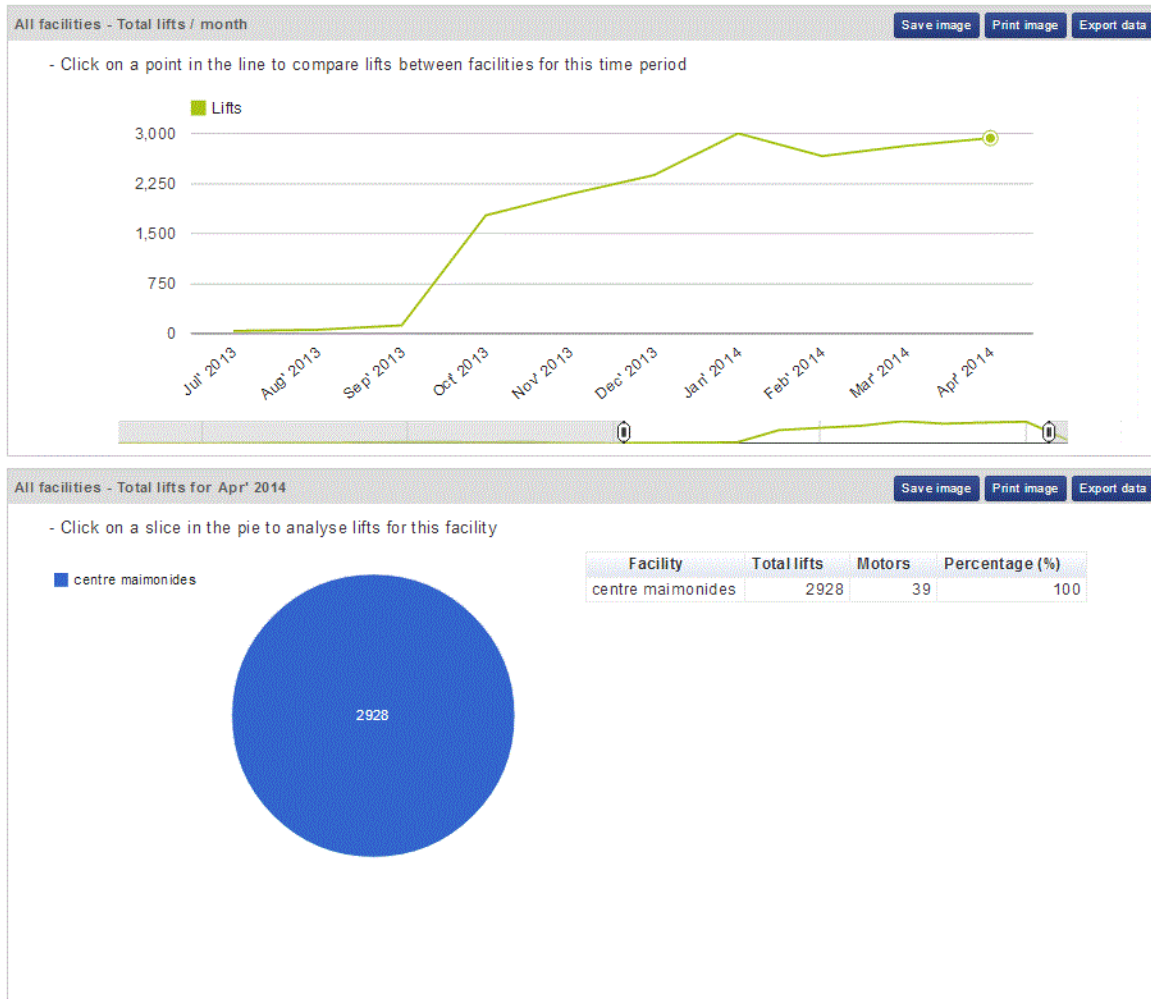 All facilities - Total lifts / month
Save image Print image Export data
- Click on a point in the line to compare lifts between facilities for this time period
Lifts
3,000
2,250
1,500
750
0
Jul' 2013 Aug' 2013 Sep' 2013 Oct' 2013 Nov' 2013 Dec' 2013 Jan' 2014 Feb' 2014 Mar' 2014 Apr' 2014
All facilities - Total lifts for Apr' 2014
Save image Print image Export data
- Click on a slice in the pie to analyse lifts for this facility
centre maimonides
2928
Facility Total lifts Motors Percentage (%)
centre maimonides 2928 39 100